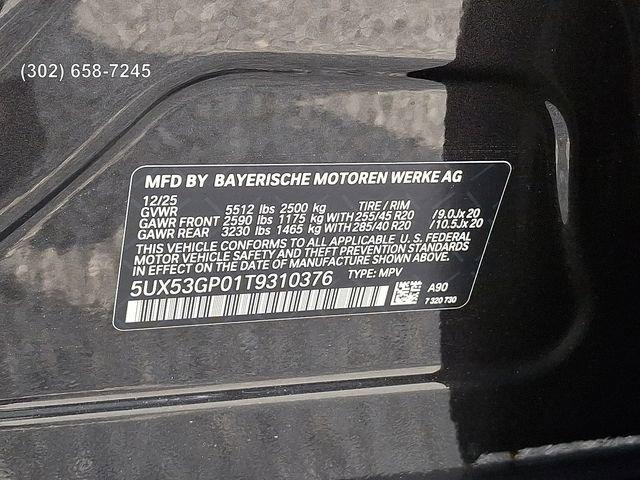 (302) 658-7245
MFD BY BAYERISCHE MOTOREN WERKE AG
12/25
GVWR 5512 lbs 2500 kg TIRE / RIM
GAWR FRONT 2590 lbs 1175 kg WITH 255/45 R20 /9.0Jx20
GAWR REAR 3230 lbs 1465 kg WITH 285/40 R20 /10.5Jx20
THIS VEHICLE CONFORMS TO ALL APPLICABLE U.S. FEDERAL
MOTOR VEHICLE SAFETY AND THEFT PREVENTION STANDARDS
IN EFFECT ON THE DATE OF MANUFACTURE SHOWN ABOVE.
5UX53GP01T9310376 TYPE: MPV
A90
7 320 730